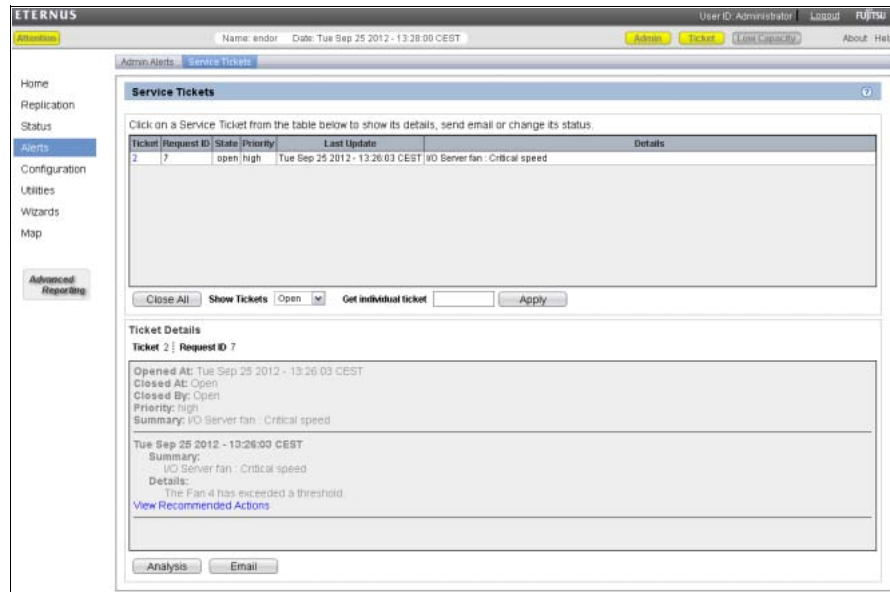 ETERNUS
User ID: Administrator Logout FUJITSU
Attention Name: endor Date: Tue Sep 25 2012 - 13:28:00 CEST Admin Ticket Low Capacity About Hel
Admin Alerts Service Tickets
Home
Replication
Status
Alerts
Configuration
Utilities
Wizards
Map
Advanced
Reporting
Service Tickets ?
Click on a Service Ticket from the table below to show its details, send email or change its status.
Ticket Request ID State Priority Last Update Details
2 7 open high Tue Sep 25 2012 - 13:26:03 CEST I/O Server fan : Critical speed
Close All Show Tickets Open Get individual ticket Apply
Ticket Details
Ticket 2 Request ID 7
Opened At: Tue Sep 25 2012 - 13:26:03 CEST
Closed At: Open
Closed By: Open
Priority: high
Summary: I/O Server fan : Critical speed
Tue Sep 25 2012 - 13:26:03 CEST
Summary:
I/O Server fan : Critical speed
Details:
The Fan 4 has exceeded a threshold.
View Recommended Actions
Analysis Email